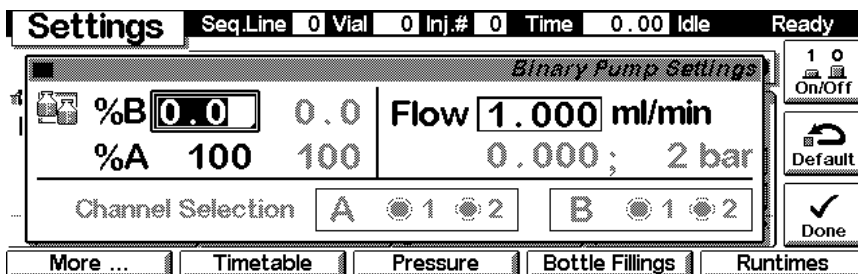 Settings Seq.Line 0 Vial 0 Inj.# 0 Time 0.00 Idle Ready
Binary Pump Settings
1 0
On/Off
%B 0.0 0.0 Flow 1.000 ml/min
%A 100 100 0.000; 2 bar
Default
Channel Selection A 1 2 B 1 2
Done
More ... Timetable Pressure Bottle Fillings Runtimes